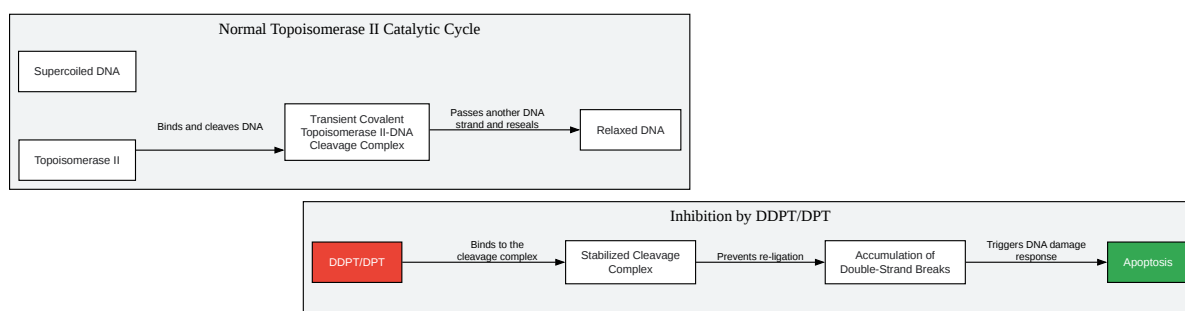 Normal Topoisomerase II Catalytic Cycle
Supercoiled DNA
Topoisomerase II
Binds and cleaves DNA
Transient Covalent
Topoisomerase II-DNA
Cleavage Complex
Passes another DNA
strand and reseals
Relaxed DNA
Inhibition by DDPT/DPT
DDPT/DPT
Binds to the
cleavage complex
Stabilized Cleavage
Complex
Prevents re-ligation
Accumulation of
Double-Strand Breaks
Triggers DNA damage
response
Apoptosis